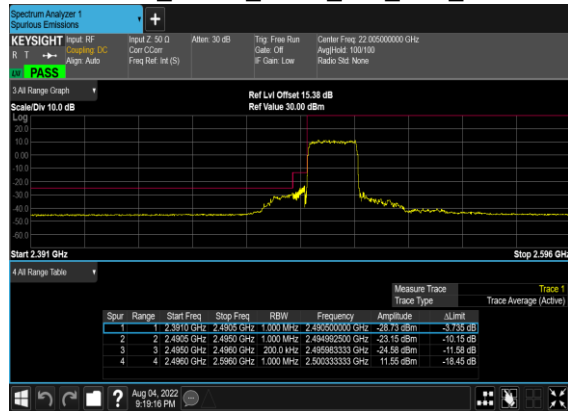 Spectrum Analyzer 1
Spurious Emissions
+
KEYSIGHT Input: RF Input Z: 50 Ω Atten: 30 dB Trig: Free Run Center Freq: 22.005000000 GHz
R T Coupling: DC Corr CCorr Gate: Off Avg|Hold: 100/100
Align: Auto Freq Ref: Int (S) IF Gain: Low Radio Std: None
PASS
3 All Range Graph
Ref Lvl Offset 15.38 dB
Scale/Div 10.0 dB Ref Value 30.00 dBm
Log
20.0
10.0
0.00
-10.0
-20.0
-30.0
-40.0
-50.0
-60.0
Start 2.391 GHz Stop 2.596 GHz
4 All Range Table
Measure Trace Trace 1
Trace Type Trace Average (Active)
Spur Range Start Freq Stop Freq RBW Frequency Amplitude ΔLimit
1 1 2.3910 GHz 2.4905 GHz 1.000 MHz 2.490500000 GHz -28.73 dBm -3.735 dB
2 2 2.4905 GHz 2.4950 GHz 1.000 MHz 2.494992500 GHz -23.15 dBm -10.15 dB
3 3 2.4950 GHz 2.4960 GHz 200.0 kHz 2.495983333 GHz -24.58 dBm -11.58 dB
4 4 2.4960 GHz 2.5960 GHz 1.000 MHz 2.500333333 GHz 11.55 dBm -18.45 dB
? Aug 04, 2022
9:19:16 PM